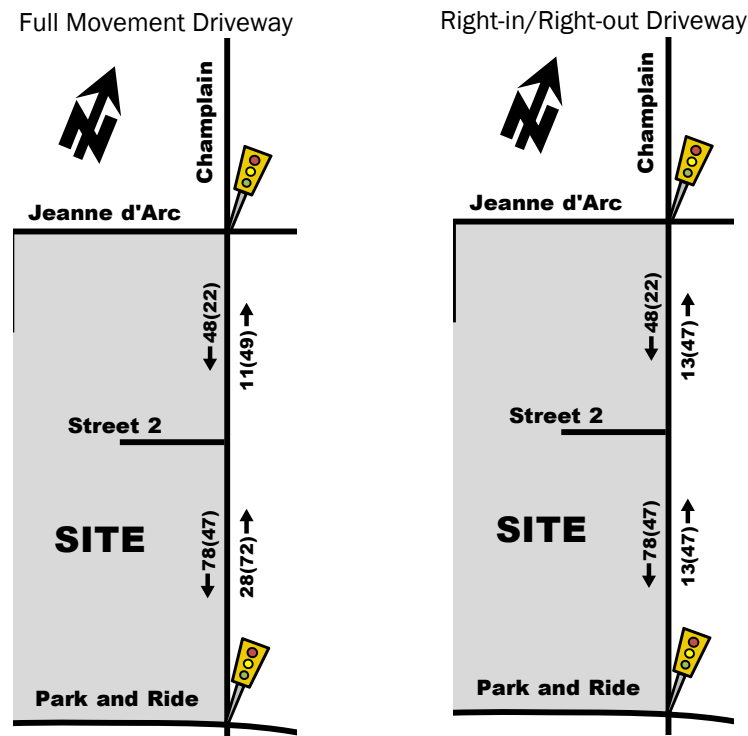 Full Movement Driveway
Champlain
Jeanne d'Arc
48(22)
11(49)
Street 2
SITE
78(47)
28(72)
Park and Ride
Right-in/Right-out Driveway
Champlain
Jeanne d'Arc
48(22)
13(47)
Street 2
SITE
78(47)
13(47)
Park and Ride